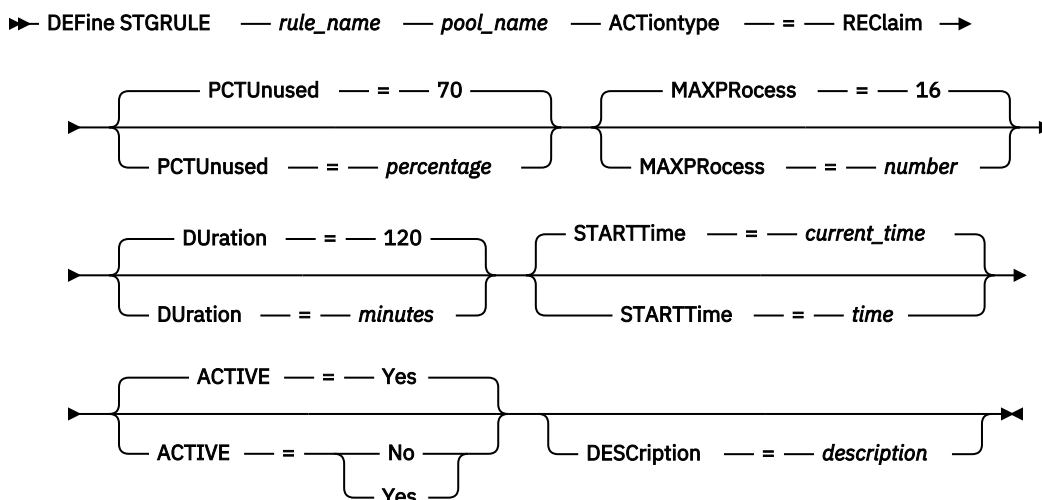 DEFine STGRULE rule_name pool_name ACTiontype = REClaim
PCTUnused = 70 MAXPRocess = 16
PCTUnused = percentage MAXPRocess = number
DUration = 120 STARTTime = current_time
DUration = minutes STARTTime = time
ACTIVE = Yes
ACTIVE = No DESCription = description
Yes